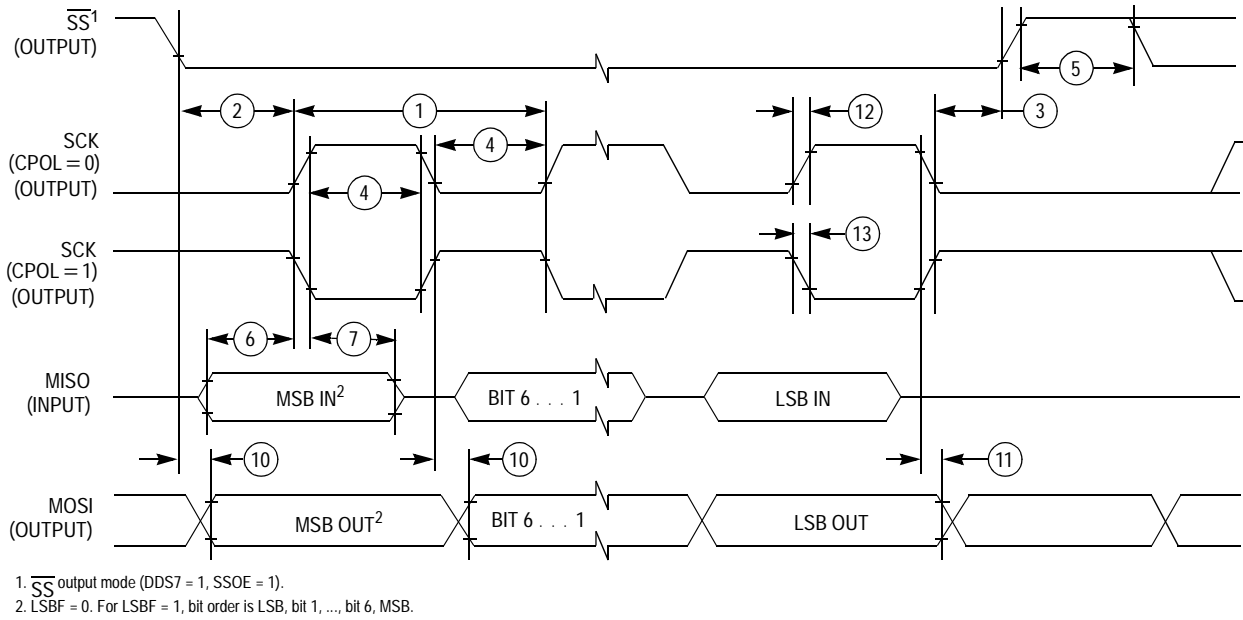 SS1
(OUTPUT)
5
2
1
12
3
SCK
(CPOL = 0)
(OUTPUT)
4
4
SCK
(CPOL = 1)
(OUTPUT)
13
6
7
MISO
(INPUT)
MSB IN2
BIT 6 . . . 1
LSB IN
10
10
11
MOSI
(OUTPUT)
MSB OUT2
BIT 6 . . . 1
LSB OUT
1. SS output mode (DDS7 = 1, SSOE = 1).
2. LSBF = 0. For LSBF = 1, bit order is LSB, bit 1, ..., bit 6, MSB.